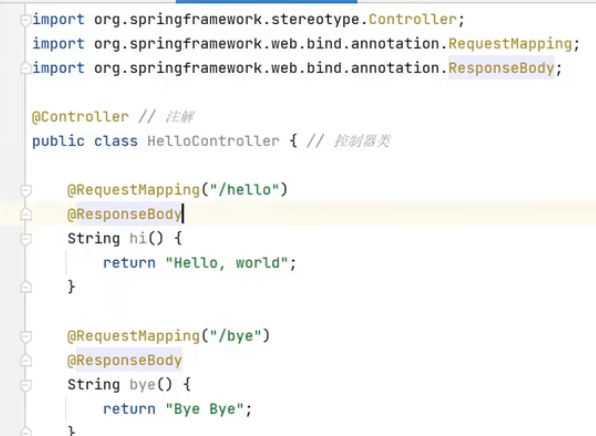 import org.springframework.stereotype.Controller;
import org.springframework.web.bind.annotation.RequestMapping;
import org.springframework.web.bind.annotation.ResponseBody;
@Controller // 注解
public class HelloController { // 控制器类
@RequestMapping("/hello")
@ResponseBody
String hi() {
return "Hello, world";
}
@RequestMapping("/bye")
@ResponseBody
String bye() {
return "Bye Bye";
}